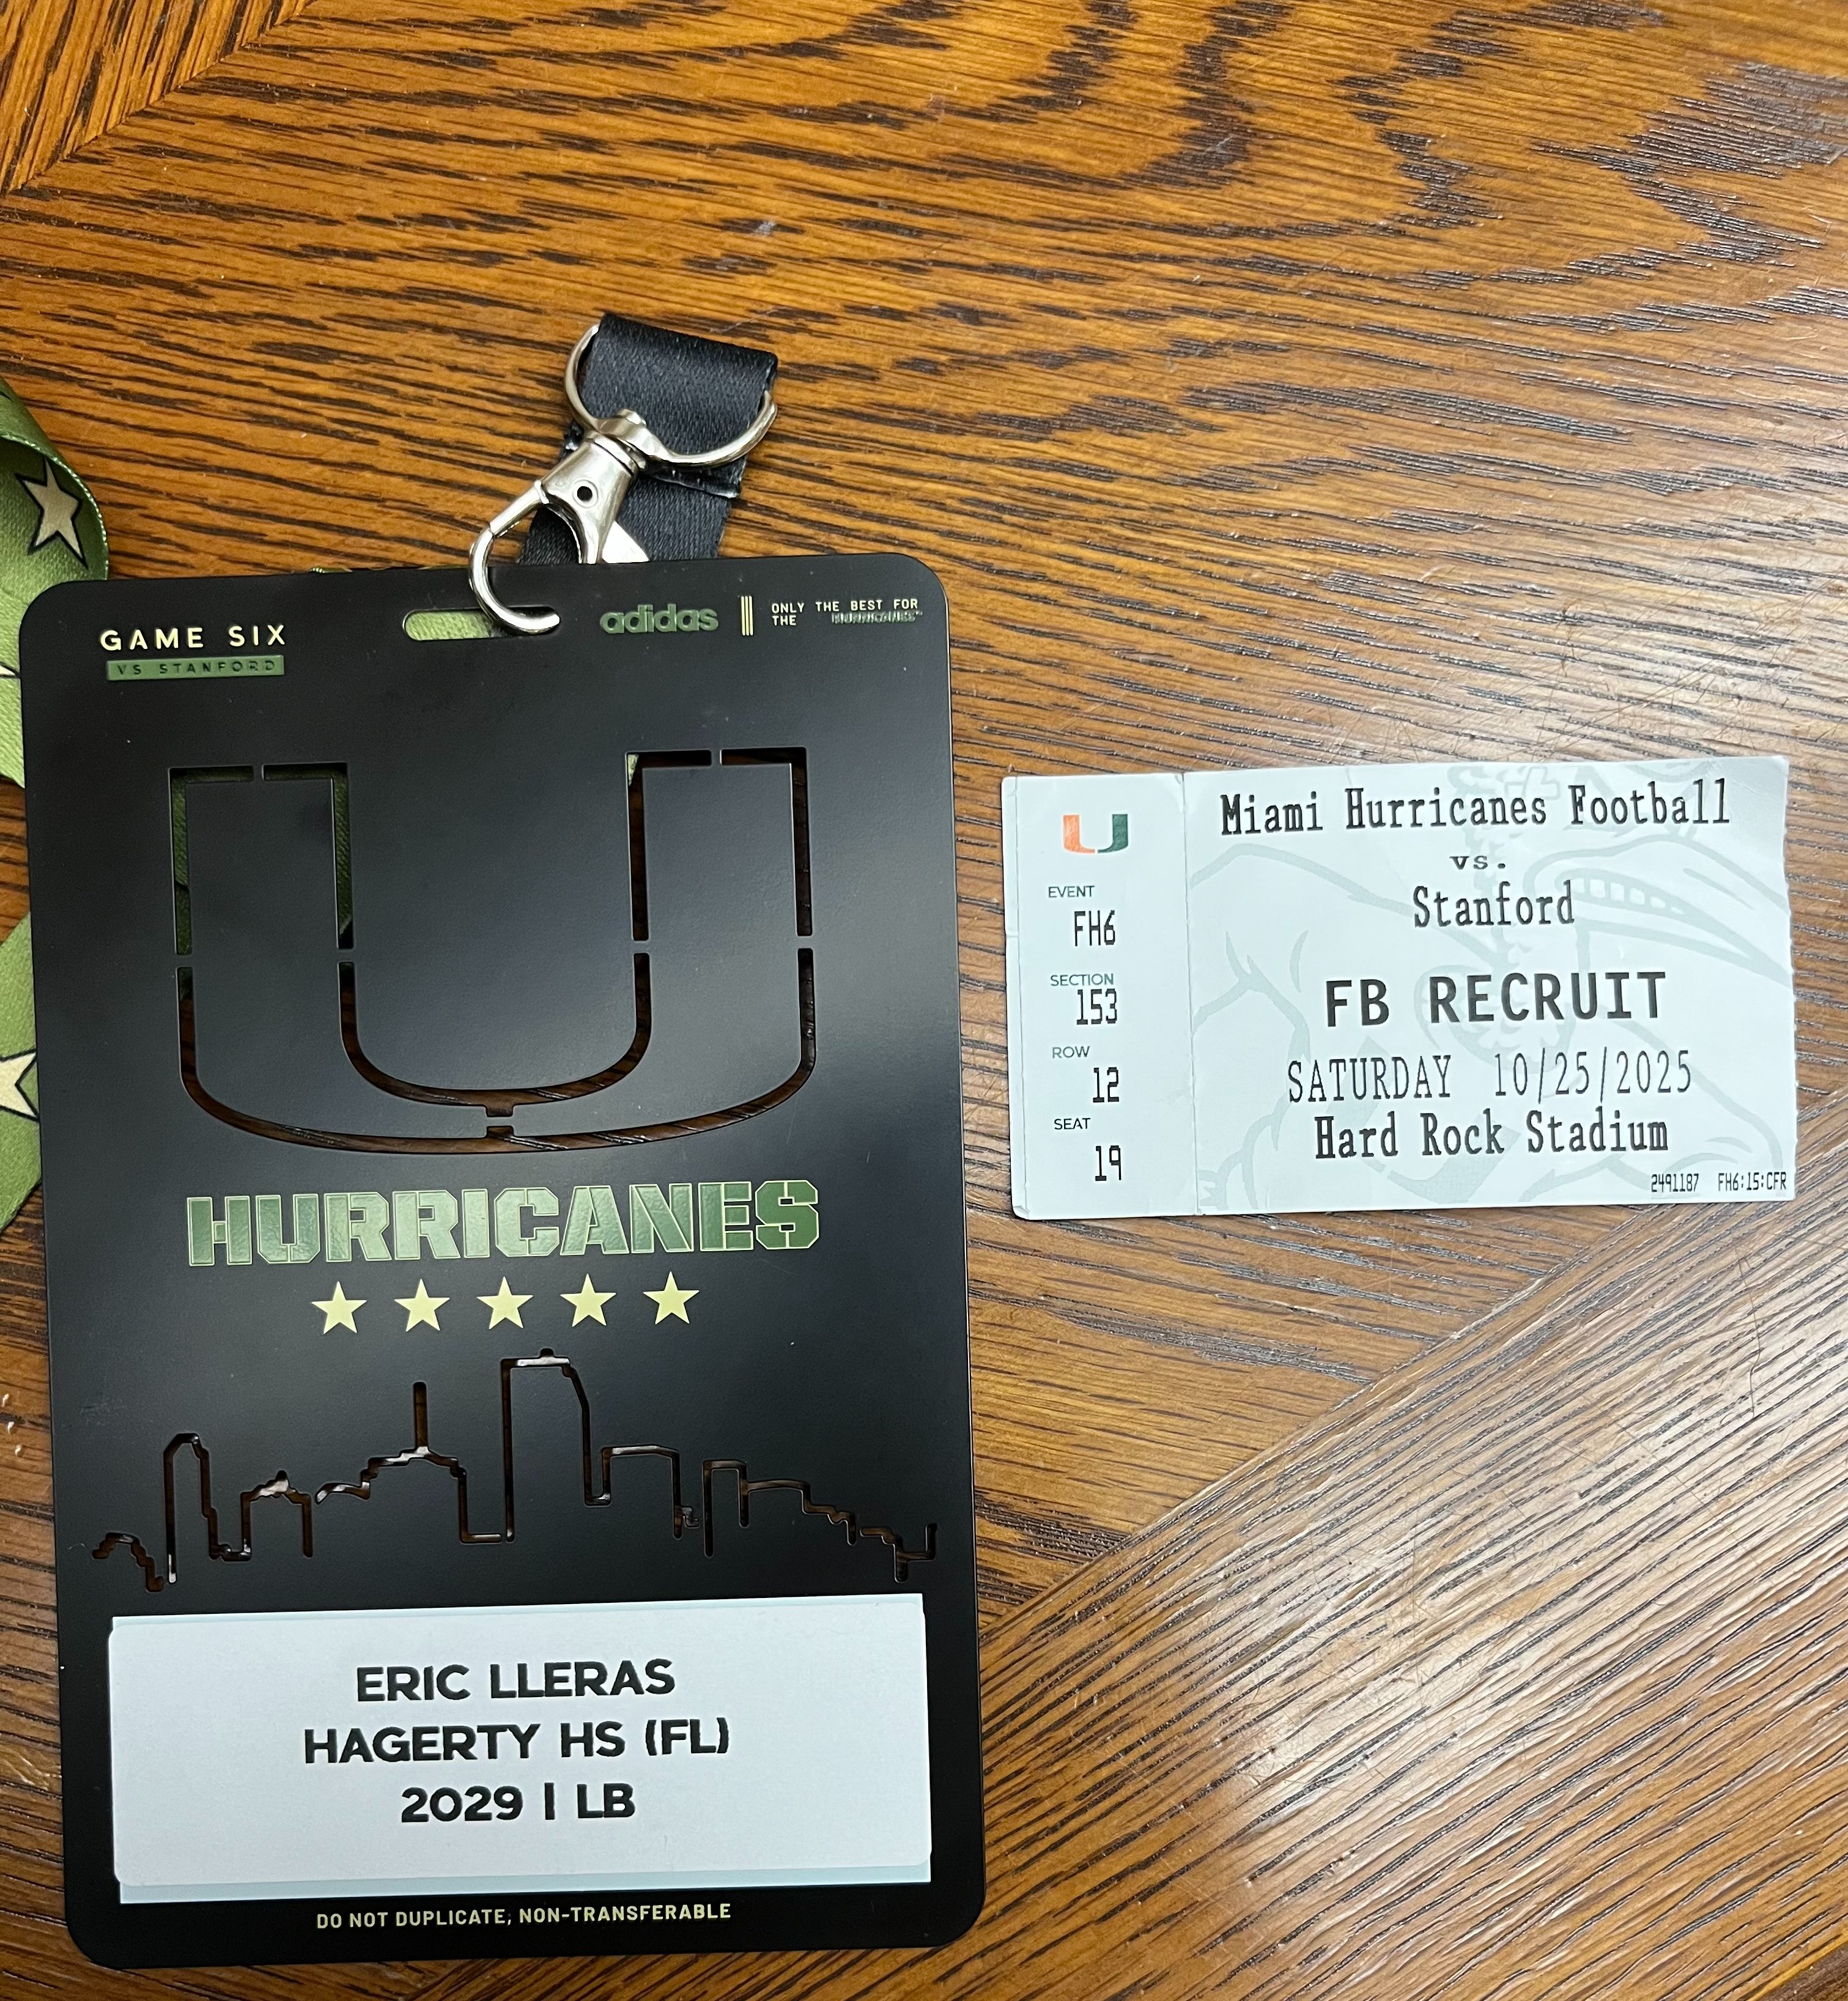 GAME SIX
VS STANFORD
adidas
ONLY THE BEST FOR
THE HURRICANES
HURRICANES
ERIC LLERAS
HAGERTY HS (FL)
2029 | LB
DO NOT DUPLICATE, NON-TRANSFERABLE
EVENT
FH6
SECTION
153
ROW
12
SEAT
19
Miami Hurricanes Football
vs.
Stanford
FB RECRUIT
SATURDAY 10/25/2025
Hard Rock Stadium
2491187 FH6:15:CFR